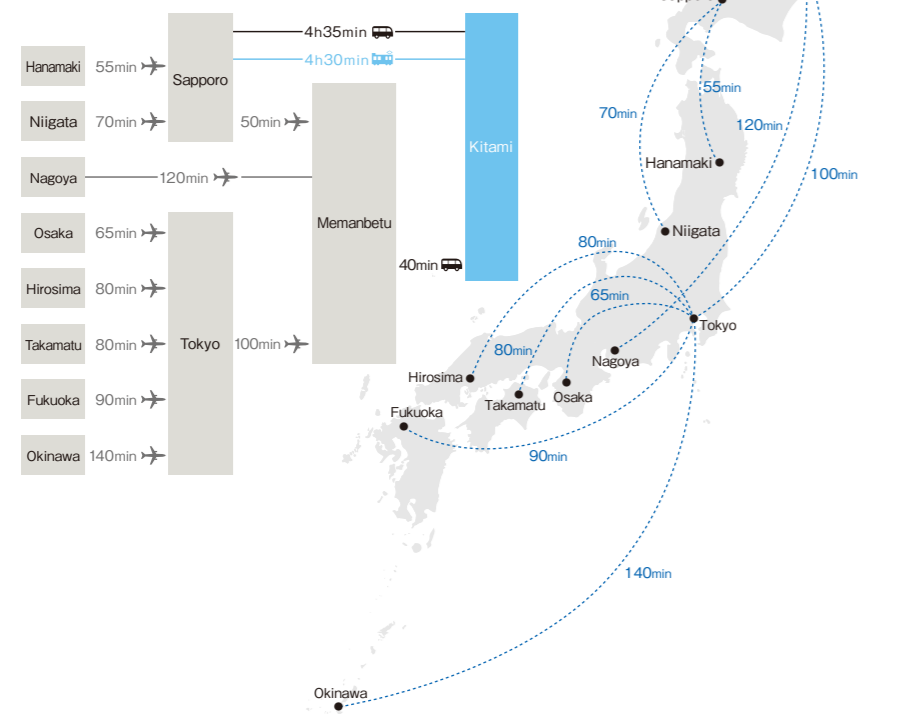 4h35min
4h30min
Hanamaki 55min
Sapporo
Niigata 70min
50min
Kitami
Nagoya 120min
Memanbetu
Osaka 65min
40min
Hirosima 80min
Takamatu 80min
Tokyo
100min
Fukuoka 90min
Okinawa 140min
55min
70min
120min
Hanamaki
100min
Niigata
80min
65min
Tokyo
80min
Nagoya
Hirosima
Takamatu
Osaka
Fukuoka
90min
140min
Okinawa